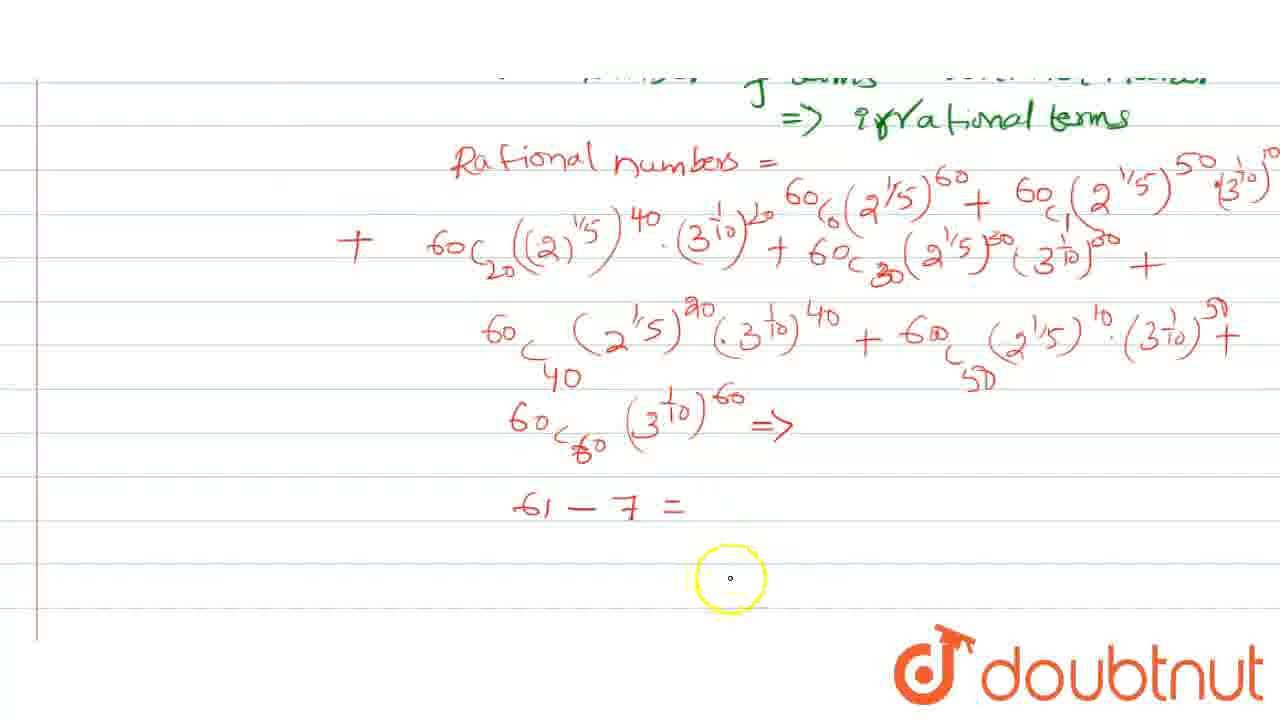 => irrational terms
Rational numbers =
60C0(2^1/5)^60 + 60C1(2^1/5)^50 (3^1/10)^10
+ 60C20((2)^1/5)^40 . (3^1/10)^20 + 60C30(2^1/5)^30 (3^1/10)^30 +
60C40 (2^1/5)^20 (.3^1/10)^40 + 60C50 (2^1/5)^10 . (3^1/10)^50 +
60C60 (3^1/10)^60 =>
61 - 7 =
doubtnut